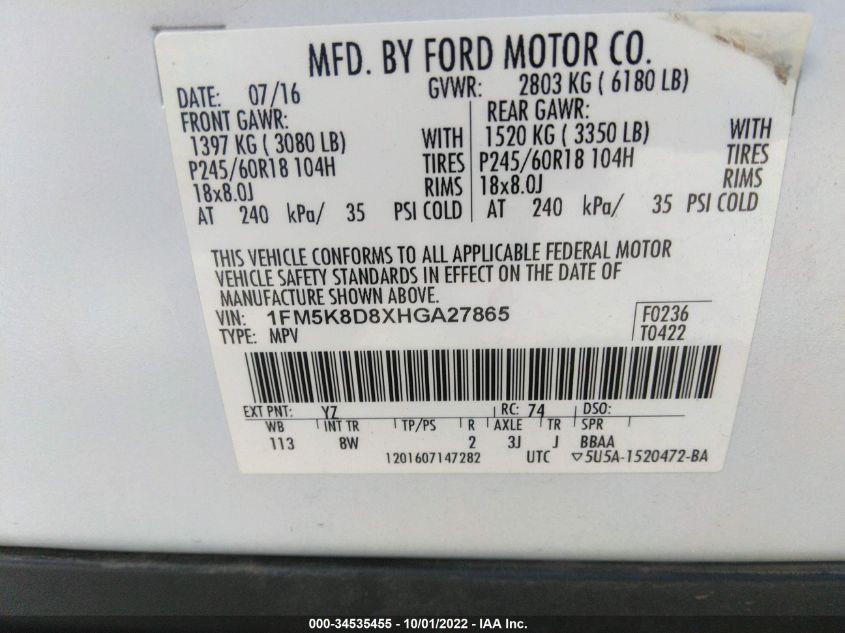 MFD. BY FORD MOTOR CO.
DATE: 07/16 GVWR: 2803 KG ( 6180 LB)
FRONT GAWR: REAR GAWR:
1397 KG ( 3080 LB) WITH 1520 KG ( 3350 LB) WITH
P245/60R18 104H TIRES P245/60R18 104H TIRES
18x8.0J RIMS 18x8.0J RIMS
AT 240 kPa/ 35 PSI COLD AT 240 kPa/ 35 PSI COLD
THIS VEHICLE CONFORMS TO ALL APPLICABLE FEDERAL MOTOR
VEHICLE SAFETY STANDARDS IN EFFECT ON THE DATE OF
MANUFACTURE SHOWN ABOVE.
VIN: 1FM5K8D8XHGA27865 F0236
TYPE: MPV T0422
EXT PNT: YZ RC: 74 DSO:
WB INT TR TP/PS R AXLE TR SPR
113 8W 2 3J J BBAA
1201607147282 UTC ▽5U5A-1520472-BA
000-34535455 - 10/01/2022 - IAA Inc.